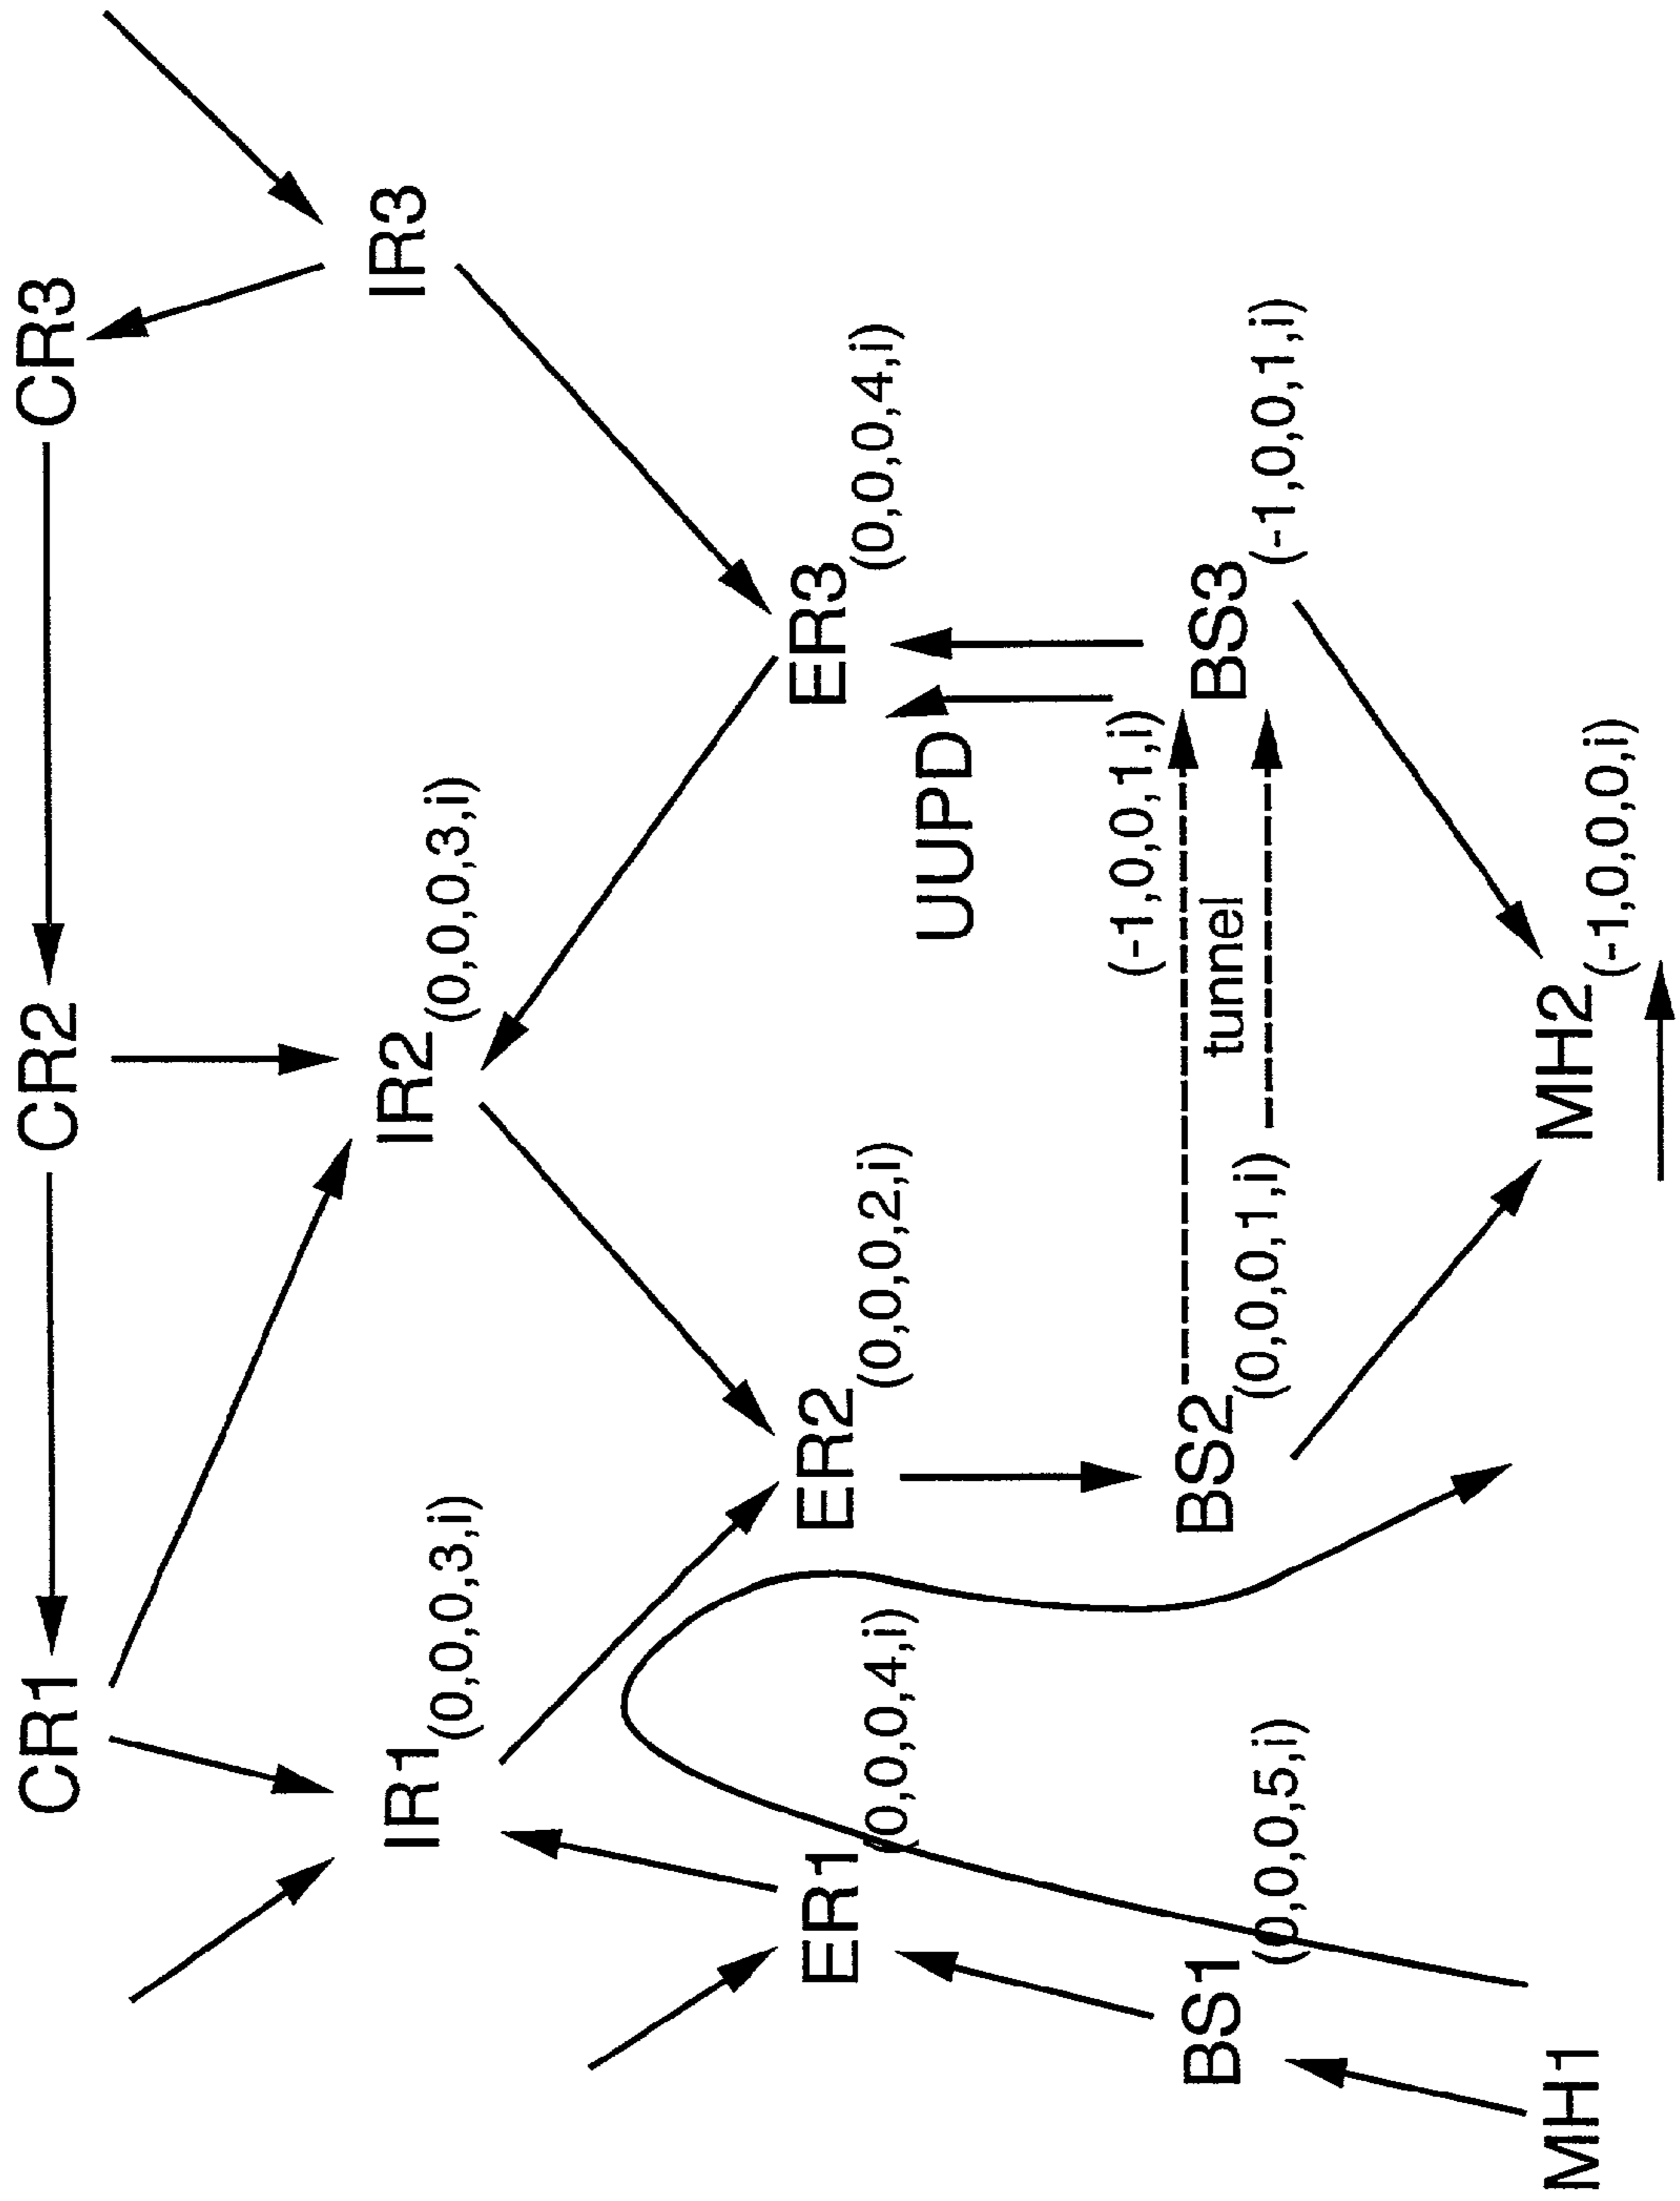 CR1
CR2
CR3
IR1
(0,0,0,3,i)
IR2
(0,0,0,3,i)
IR3
ER1
(0,0,0,4,i)
ER2
(0,0,0,2,i)
ER3
(0,0,0,4,i)
UUPD
(-1,0,0,1,i)
BS1
(0,0,0,5,i)
BS2
(0,0,0,1,i)
tunnel
BS3
(-1,0,0,1,i)
MH1
MH2
(-1,0,0,0,i)